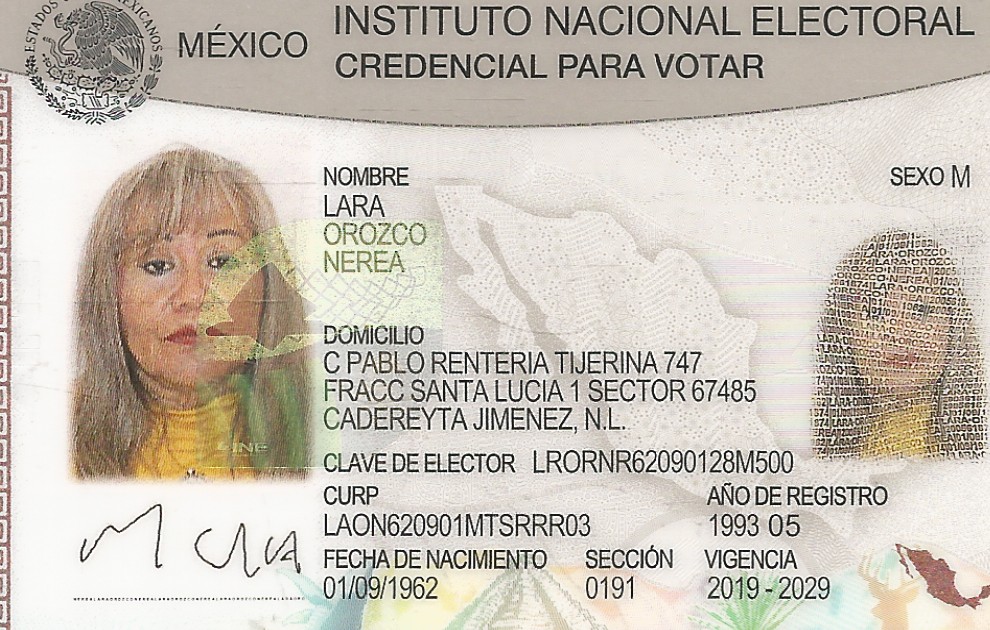 ESTADOS UNIDOS MEXICANOS
MÉXICO
INSTITUTO NACIONAL ELECTORAL
CREDENCIAL PARA VOTAR
NOMBRE
LARA
OROZCO
NEREA
SEXO M
DOMICILIO
C PABLO RENTERIA TIJERINA 747
FRACC SANTA LUCIA 1 SECTOR 67485
CADEREYTA JIMENEZ, N.L.
CLAVE DE ELECTOR LRORNR62090128M500
CURP
LAON620901MTSRRR03
AÑO DE REGISTRO
1993 05
FECHA DE NACIMIENTO
01/09/1962
SECCIÓN
0191
VIGENCIA
2019 - 2029
INE